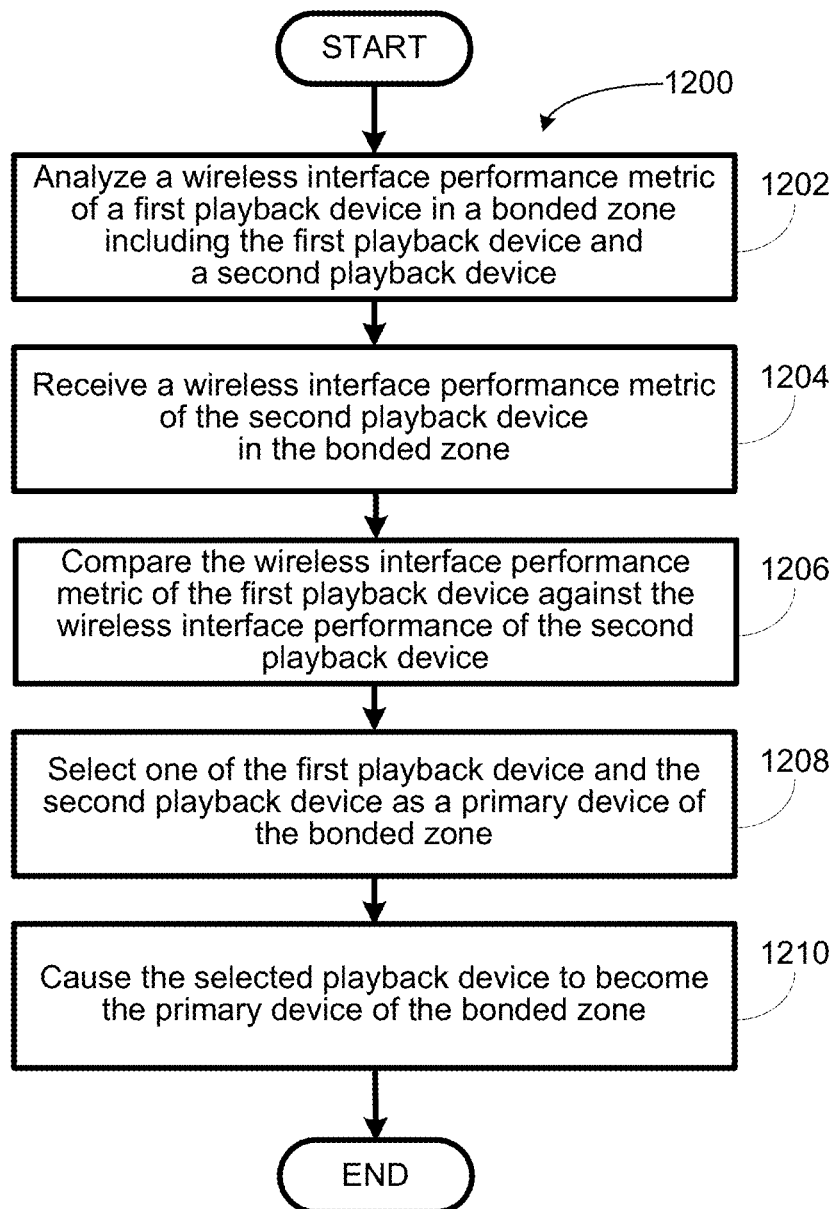 START
1200
Analyze a wireless interface performance metric
of a first playback device in a bonded zone
including the first playback device and
a second playback device
1202
Receive a wireless interface performance metric
of the second playback device
in the bonded zone
1204
Compare the wireless interface performance
metric of the first playback device against the
wireless interface performance of the second
playback device
1206
Select one of the first playback device and the
second playback device as a primary device of
the bonded zone
1208
Cause the selected playback device to become
the primary device of the bonded zone
1210
END